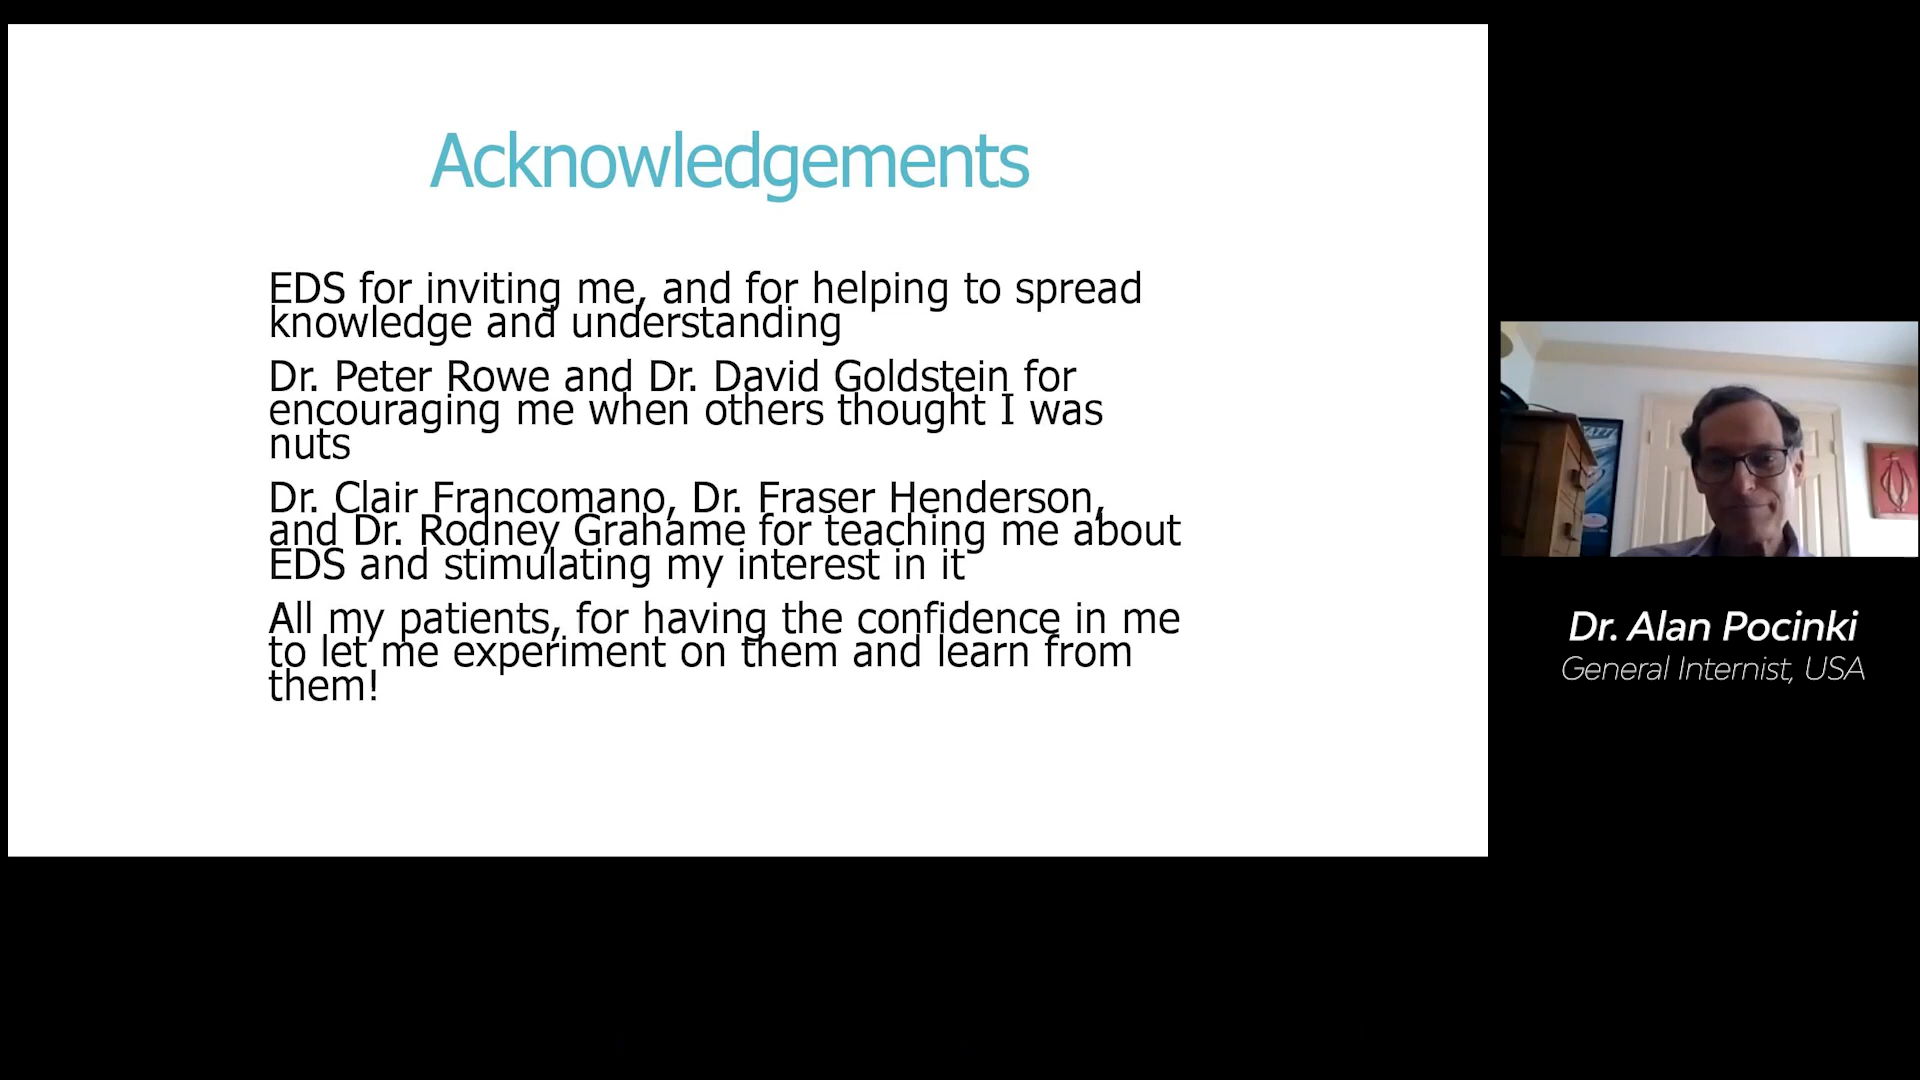 Acknowledgements
EDS for inviting me, and for helping to spread
knowledge and understanding
Dr. Peter Rowe and Dr. David Goldstein for
encouraging me when others thought I was
nuts
Dr. Clair Francomano, Dr. Fraser Henderson,
and Dr. Rodney Grahame for teaching me about
EDS and stimulating my interest in it
All my patients, for having the confidence in me
to let me experiment on them and learn from
them!
Dr. Alan Pocinki
General Internist, USA